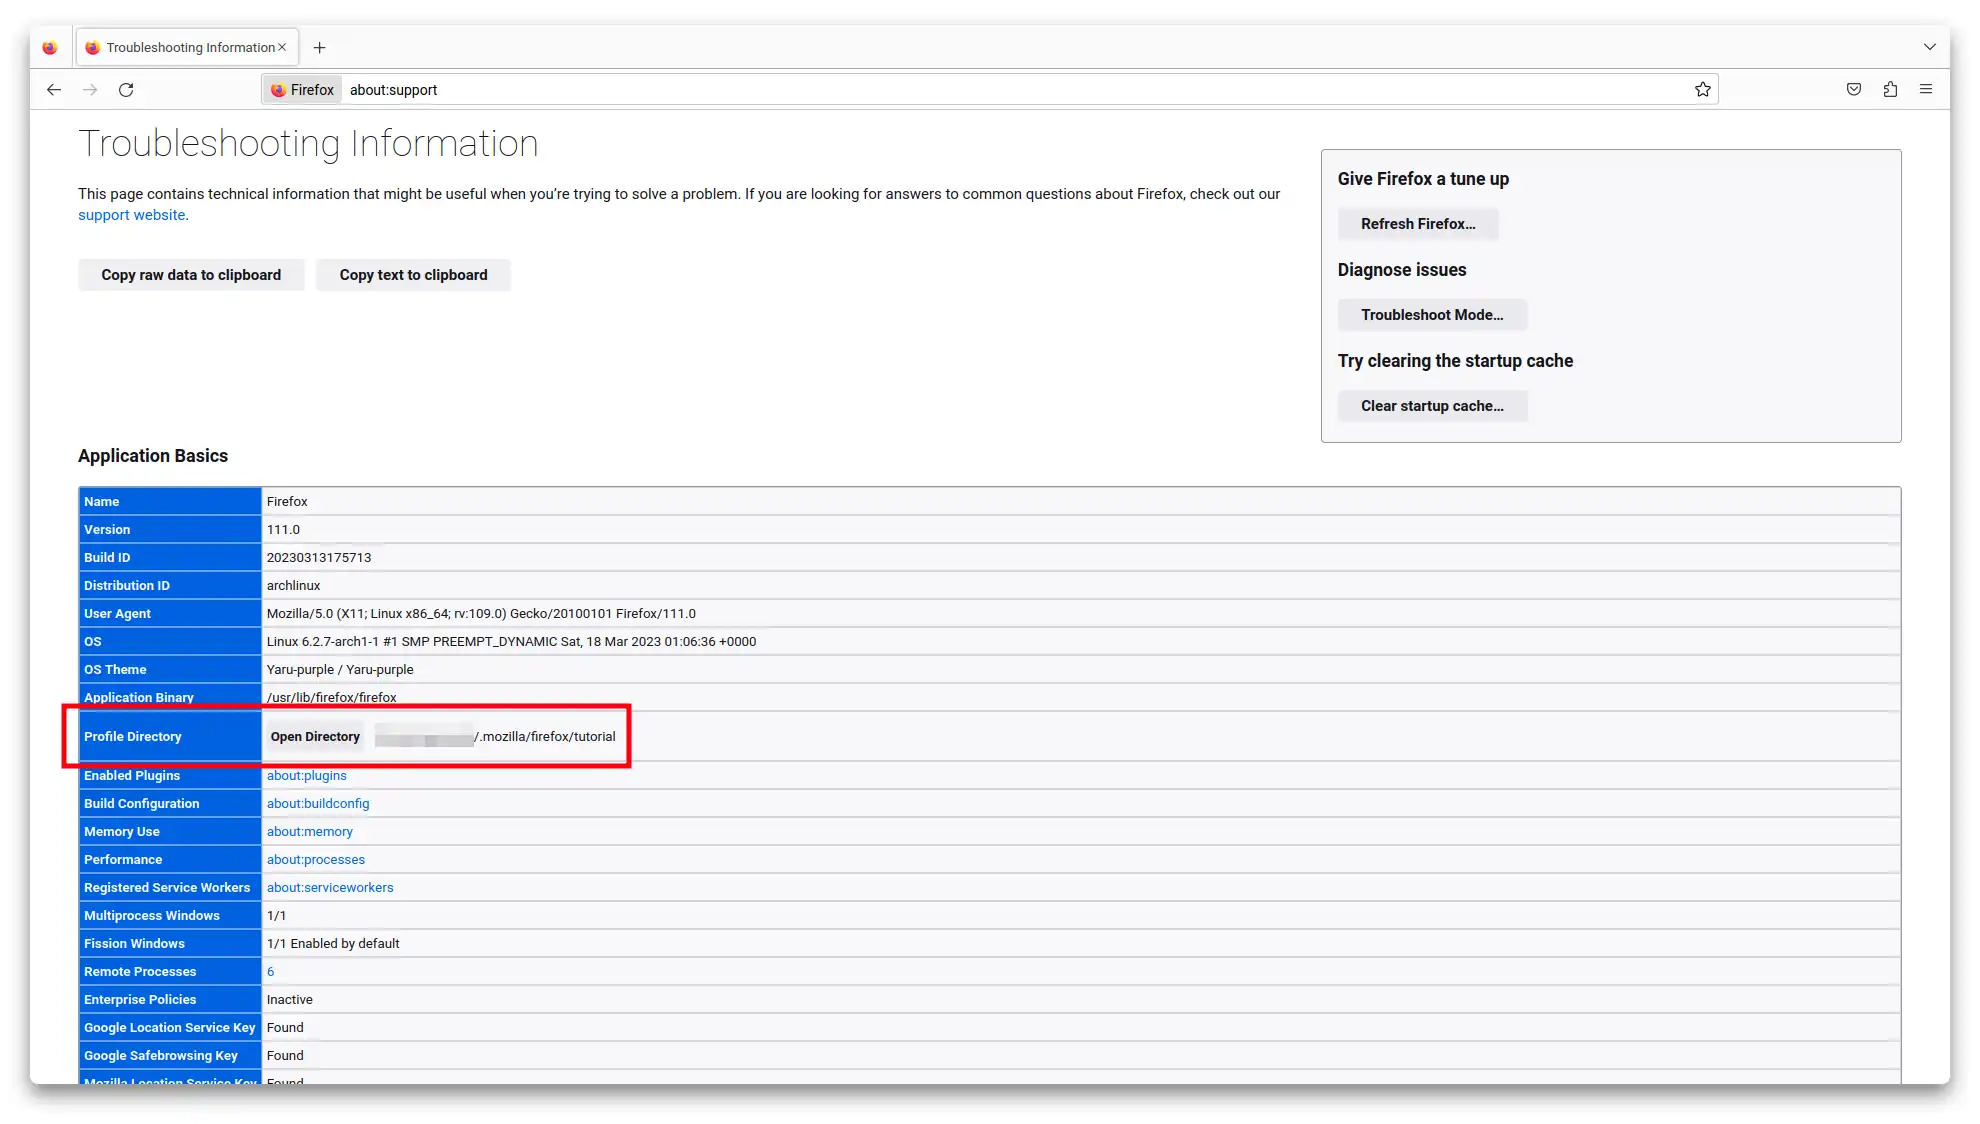 Troubleshooting Information
Firefox about:support
Troubleshooting Information
This page contains technical information that might be useful when you’re trying to solve a problem. If you are looking for answers to common questions about Firefox, check out our
support website.
Copy raw data to clipboard
Copy text to clipboard
Give Firefox a tune up
Refresh Firefox...
Diagnose issues
Troubleshoot Mode...
Try clearing the startup cache
Clear startup cache...
Application Basics
Name Firefox
Version 111.0
Build ID 20230313175713
Distribution ID archlinux
User Agent Mozilla/5.0 (X11; Linux x86_64; rv:109.0) Gecko/20100101 Firefox/111.0
OS Linux 6.2.7-arch1-1 #1 SMP PREEMPT_DYNAMIC Sat, 18 Mar 2023 01:06:36 +0000
OS Theme Yaru-purple / Yaru-purple
Application Binary /usr/lib/firefox/firefox
Profile Directory Open Directory /.mozilla/firefox/tutorial
Enabled Plugins about:plugins
Build Configuration about:buildconfig
Memory Use about:memory
Performance about:processes
Registered Service Workers about:serviceworkers
Multiprocess Windows 1/1
Fission Windows 1/1 Enabled by default
Remote Processes 6
Enterprise Policies Inactive
Google Location Service Key Found
Google Safebrowsing Key Found
Mozilla Location Service Key Found